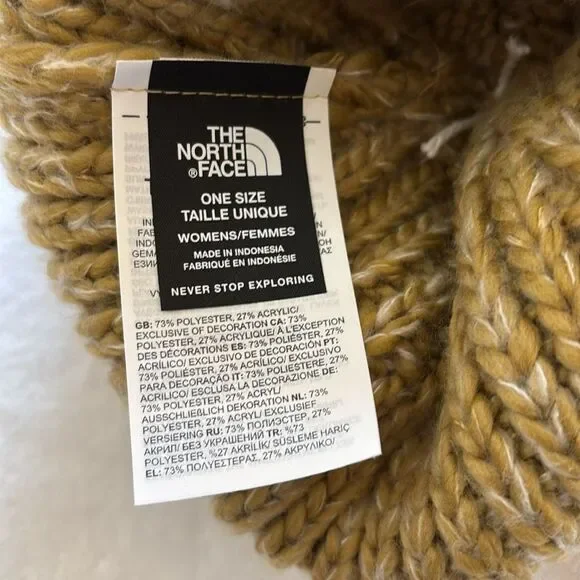 THE
NORTH
FACE
®
ONE SIZE
TAILLE UNIQUE
WOMENS/FEMMES
MADE IN INDONESIA
FABRIQUÉ EN INDONÉSIE
NEVER STOP EXPLORING
GB: 73% POLYESTER, 27% ACRYLIC/
EXCLUSIVE OF DECORATION CA: 73%
POLYESTER, 27% ACRYLIQUE/ À L'EXCEPTION
DES DÉCORATIONS ES: 73% POLIÉSTER, 27%
ACRÍLICO/ EXCLUSIVO DE DECORACIÓN PT:
73% POLIÉSTER, 27% ACRÍLICO/ EXCLUSIVO
PARA DECORAÇÃO IT: 73% POLIESTERE, 27%
ACRILICO/ ESCLUSA LA DECORAZIONE DE:
73% POLYESTER, 27% ACRYL/
AUSSCHLIEßLICH DEKORATION NL: 73%
POLYESTER, 27% ACRYL/ EXCLUSIEF
VERSIERING RU: 73% ПОЛИЭСТЕР, 27%
АКРИЛ/ БЕЗ УКРАШЕНИЙ TR: %73
POLYESTER, %27 AKRİLİK/ SÜSLEME HARİÇ
EL: 73% ΠΟΛΥΕΣΤΕΡΑΣ, 27% ΑΚΡΥΛΙΚΟ/